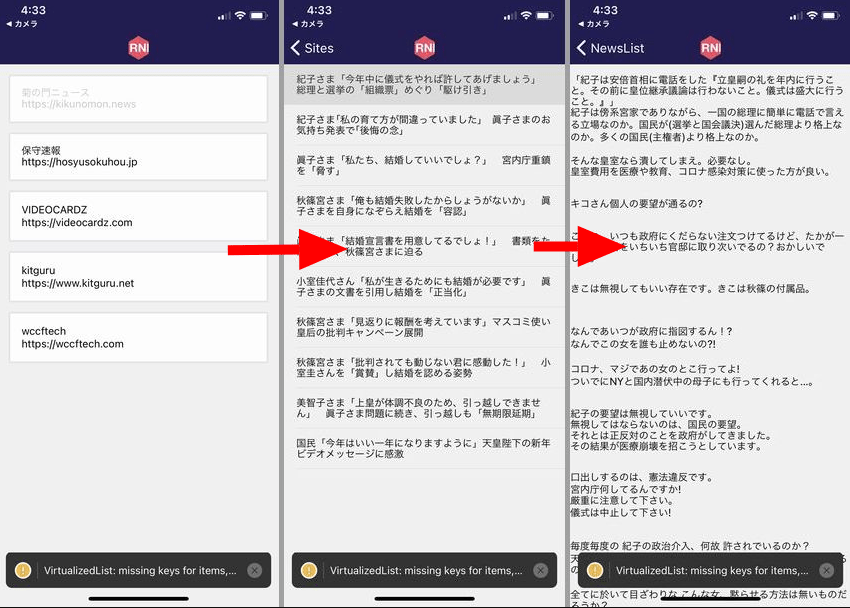 4:33
◀ カメラ
RNI
菊の門ニュース
https://kikunomon.news
保守速報
https://hosyusokuhou.jp
VIDEOCARDZ
https://videocardz.com
kitguru
https://www.kitguru.net
wccftech
https://wccftech.com
VirtualizedList: missing keys for items,...
4:33
◀ カメラ
Sites
RNI
紀子さま「今年中に儀式をやれば許してあげましょう」
総理と選挙の「組織票」めぐり「駆け引き」
紀子さま「私の育て方が間違っていました」 眞子さまのお
気持ち発表で「後悔の念」
眞子さま「私たち、結婚していいでしょ?」 宮内庁重鎮
を「脅す」
秋篠宮さま「俺も結婚失敗したからしょうがないか」 眞
子さまを自身になぞらえ結婚を「容認」
さま「結婚宣言書を用意してるでしょ!」 書類をた
秋篠宮さまに迫る
小室佳代さん「私が生きるためにも結婚が必要です」 眞
子さまの文書を引用し結婚を「正当化」
秋篠宮さま「見返りに報酬を考えています」マスコミ使い
皇后の批判キャンペーン展開
秋篠宮さま「批判されても動じない君に感動した!」 小
室圭さんを「賞賛」し結婚を認める姿勢
美智子さま「上皇が体調不良のため、引っしできませ
ん」 眞子さま問題に続き、引っ越しも「無期限延期」
国民「今年はいい一年になりますように」天皇陛下の新年
ビデオメッセージに感激
VirtualizedList: missing keys for items,...
4:33
◀ カメラ
NewsList
RNI
「紀子は安倍首相に電話をした『立皇嗣の礼を年内に行うこ
と。その前に皇位継承議論は行わないこと。儀式は盛大に行う
こと。』」
紀子は傍系宮家でありながら、一国の総理に簡単に電話で言え
る立場なのか。国民が(選挙と国会議決)選んだ総理より格上な
のか。多くの国民(主権者)より格上なのか。
そんな皇室なら潰してしまえ。必要なし。
皇室費用を医療や教育、コロナ感染対策に使った方が良い。
キコさん個人の要望が通るの?
いつも政府にくだらない注文つけてるけど、たかが一
をいちいち官邸に取り次いでるの?おかしいで
きこは無視してもいい存在です。きこは秋篠の付属品。
なんであいつが政府に指図するん!?
なんでこの女を誰も止めないの?!
コロナ、マジであの女のとこ行ってよ!
ついでにNYと国内潜伏中の母子にも行ってくれると...。
紀子の要望は無視していいです。
無視してはならないのは、国民の要望。
それとは正反対のことを政府がしてきました。
その結果が医療崩壊を招こうとしています。
口出しするのは、憲法違反です。
宮内庁何してるんですか!
厳重に注意して下さい。
儀式は中止して下さい!
毎度毎度の 紀子の政治介入、何故 許されているのか?
VirtualizedList: missing keys for items,...
全てに於いて目ざわりな こんな女、黙らせる方法は無いものだ
ろうか?